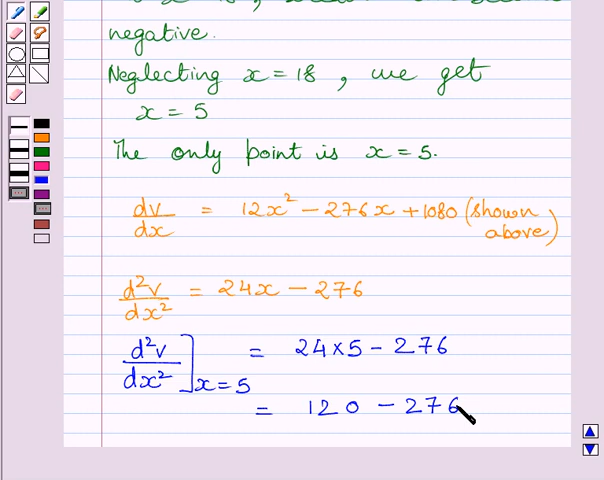 negative.
Neglecting x = 18, we get
x = 5
The only point is x = 5.
dv/dx = 12x² - 276x + 1080 (shown above)
d²v/dx² = 24x - 276
d²v/dx²]x=5 = 24×5 - 276
= 120 - 276